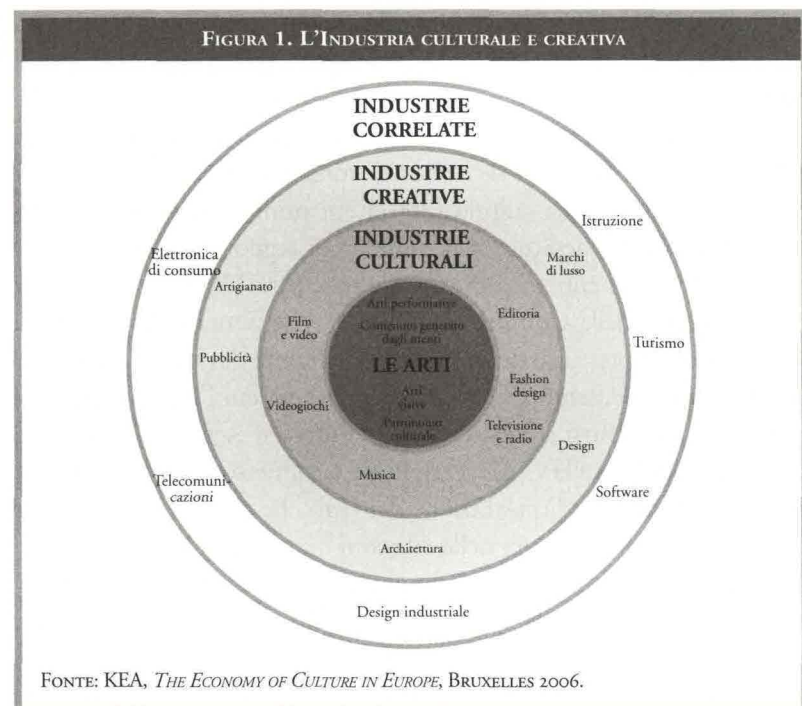 FIGURA 1. L'INDUSTRIA CULTURALE E CREATIVA
INDUSTRIE
CORRELATE
INDUSTRIE
CREATIVE
INDUSTRIE
CULTURALI
Istruzione
Elettronica
di consumo
Marchi
di lusso
Artigianato
Arti performative
Film
e video
Contenuto generato
dagli utenti
Editoria
Pubblicità
LE ARTI
Turismo
Fashion
design
Videogiochi
Arti
visive
Patrimonio
culturale
Televisione
e radio
Design
Musica
Telecomuni-
cazioni
Software
Architettura
Design industriale
FONTE: KEA, THE ECONOMY OF CULTURE IN EUROPE, BRUXELLES 2006.